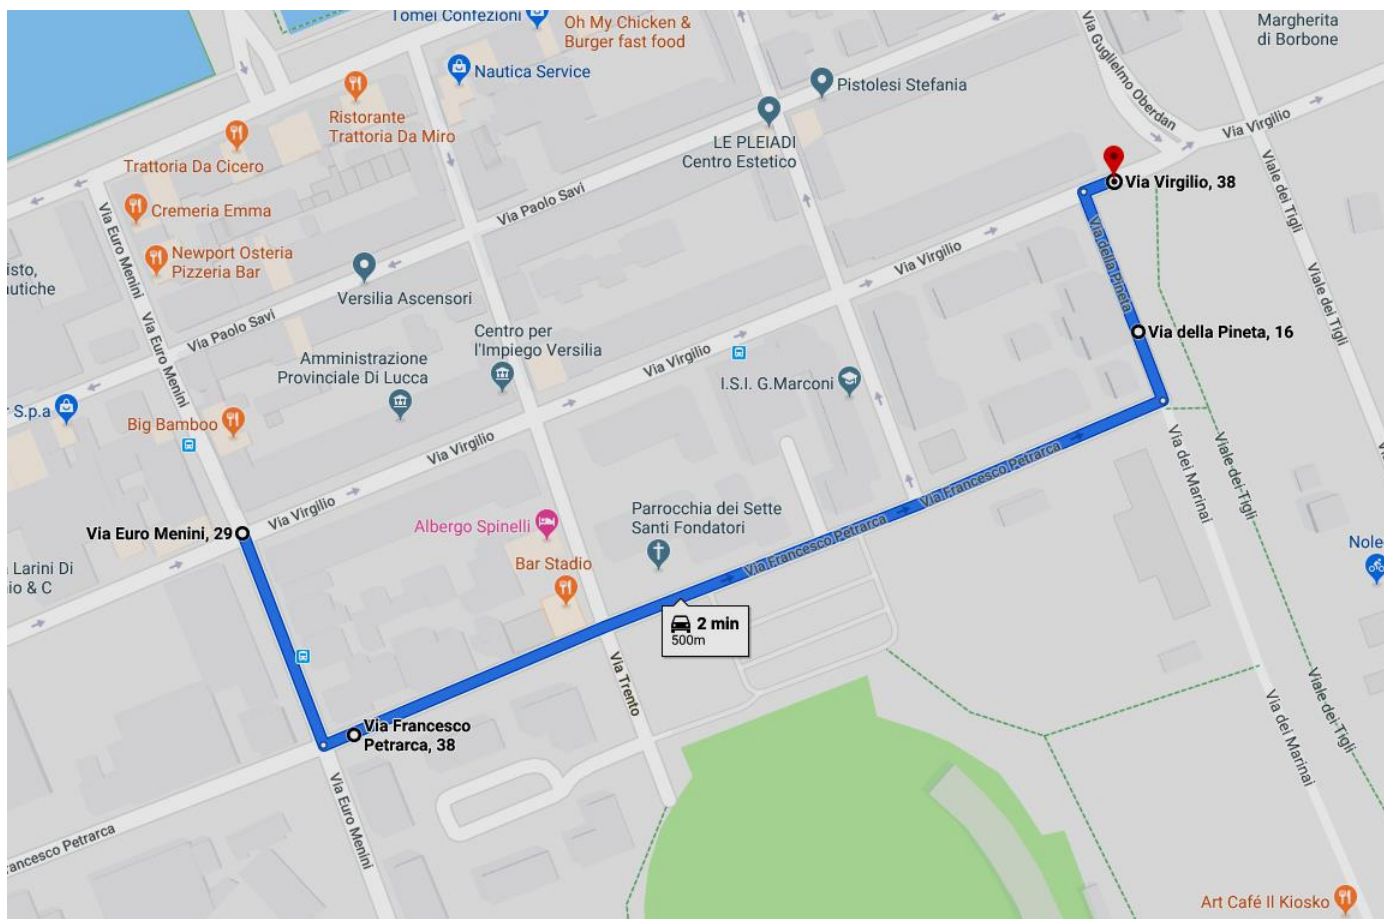 Tomei Confezioni
Oh My Chicken &
Burger fast food
Margherita
di Borbone
Via Guglielmo Oberdan
Nautica Service
Pistolesi Stefania
Ristorante
Trattoria Da Miro
Via Virgilio
LE PLEIADI
Centro Estetico
Trattoria Da Cicero
Via Virgilio, 38
Viale dei Tigli
Via Paolo Savi
Cremeria Emma
Via Euro Menini
Via della Pineta
Newport Osteria
Pizzeria Bar
isto,
autiche
Via Virgilio
Versilia Ascensori
Viale dei Tigli
Via Euro Menini
Via Paolo Savi
Centro per
l'Impiego Versilia
Via della Pineta, 16
Amministrazione
Provinciale Di Lucca
Via Virgilio
I.S.I. G.Marconi
r S.p.a
Big Bamboo
Via Virgilio
Via dei Marinai
Viale dei Tigli
Via Francesco Petrarca
Via Virgilio
Parrocchia dei Sette
Santi Fondatori
Albergo Spinelli
Via Euro Menini, 29
Via Francesco Petrarca
Nole
Larini Di
io & C
Bar Stadio
2 min
500m
Via Trento
Via Francesco
Petrarca, 38
Viale dei Tigli
Via dei Marinai
Via Euro Menini
rancesco Petrarca
Art Café Il Kiosko